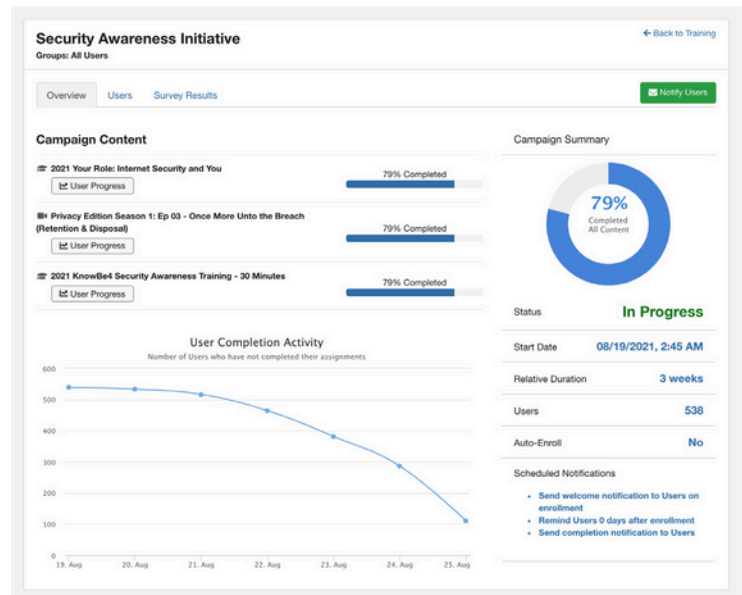 Security Awareness Initiative
← Back to Training
Groups: All Users
Overview
Users
Survey Results
Notify Users
Campaign Content
2021 Your Role: Internet Security and You
User Progress
79% Completed
Privacy Edition Season 1: Ep 03 - Once More Unto the Breach
(Retention & Disposal)
User Progress
79% Completed
2021 KnowBe4 Security Awareness Training - 30 Minutes
User Progress
79% Completed
User Completion Activity
Number of Users who have not completed their assignments
600
500
400
300
200
100
0
19. Aug
20. Aug
21. Aug
22. Aug
23. Aug
24. Aug
25. Aug
Campaign Summary
79%
Completed
All Content
Status
In Progress
Start Date
08/19/2021, 2:45 AM
Relative Duration
3 weeks
Users
538
Auto-Enroll
No
Scheduled Notifications
• Send welcome notification to Users on
enrollment
• Remind Users 0 days after enrollment
• Send completion notification to Users